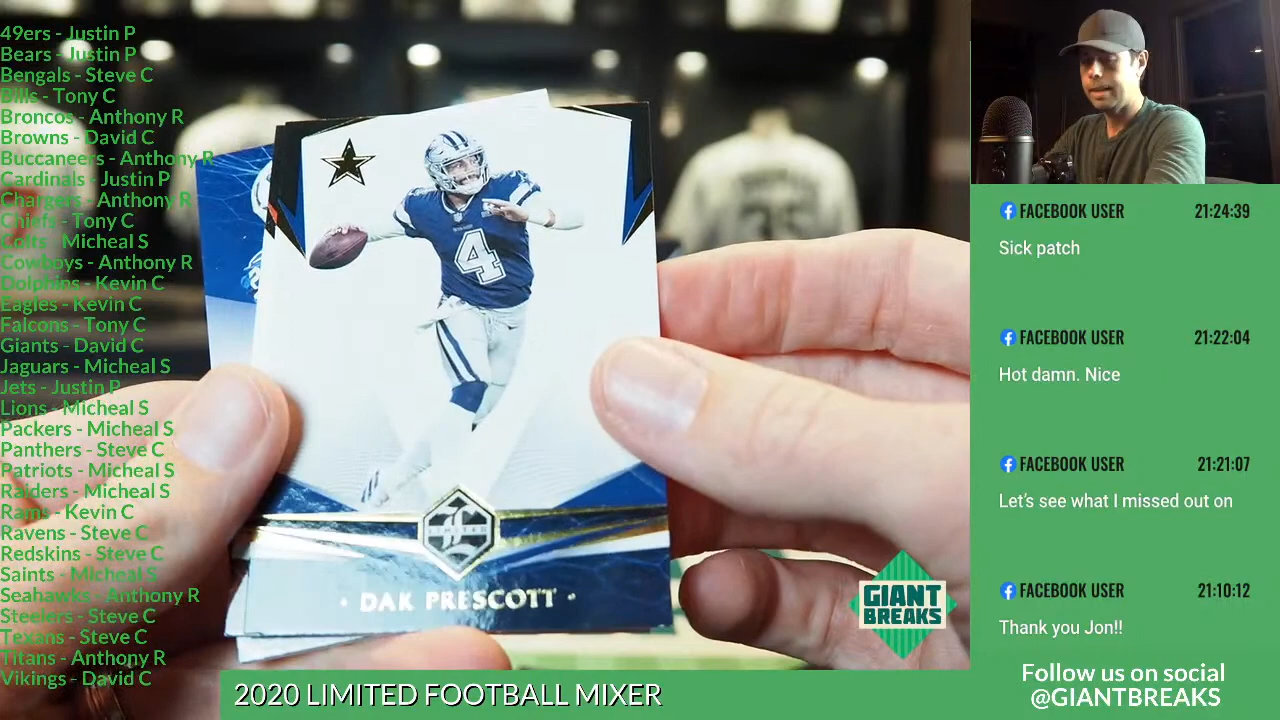 49ers - Justin P
Bears - Justin P
Bengals - Steve C
Bills - Tony C
Broncos - Anthony R
Browns - David C
Buccaneers - Anthony R
Cardinals - Justin P
Chargers - Anthony R
Chiefs - Tony C
Colts - Micheal S
Cowboys - Anthony R
Dolphins - Kevin C
Eagles - Kevin C
Falcons - Tony C
Giants - David C
Jaguars - Micheal S
Jets - Justin P
Lions - Micheal S
Packers - Micheal S
Panthers - Steve C
Patriots - Micheal S
Raiders - Micheal S
Rams - Kevin C
Ravens - Steve C
Redskins - Steve C
Saints - Micheal S
Seahawks - Anthony R
Steelers - Steve C
Texans - Steve C
Titans - Anthony R
Vikings - David C
4
LIMITED
· DAK PRESCOTT ·
GIANT
BREAKS
2020 LIMITED FOOTBALL MIXER
FACEBOOK USER 21:24:39
Sick patch
FACEBOOK USER 21:22:04
Hot damn. Nice
FACEBOOK USER 21:21:07
Let's see what I missed out on
FACEBOOK USER 21:10:12
Thank you Jon!!
Follow us on social
@GIANTBREAKS